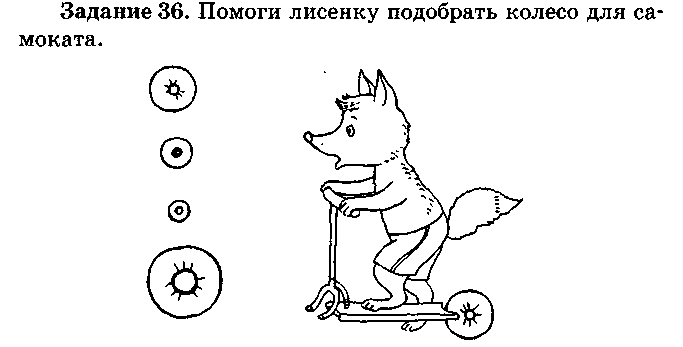 Задание 36. Помоги лисенку подобрать колесо для са-
моката.